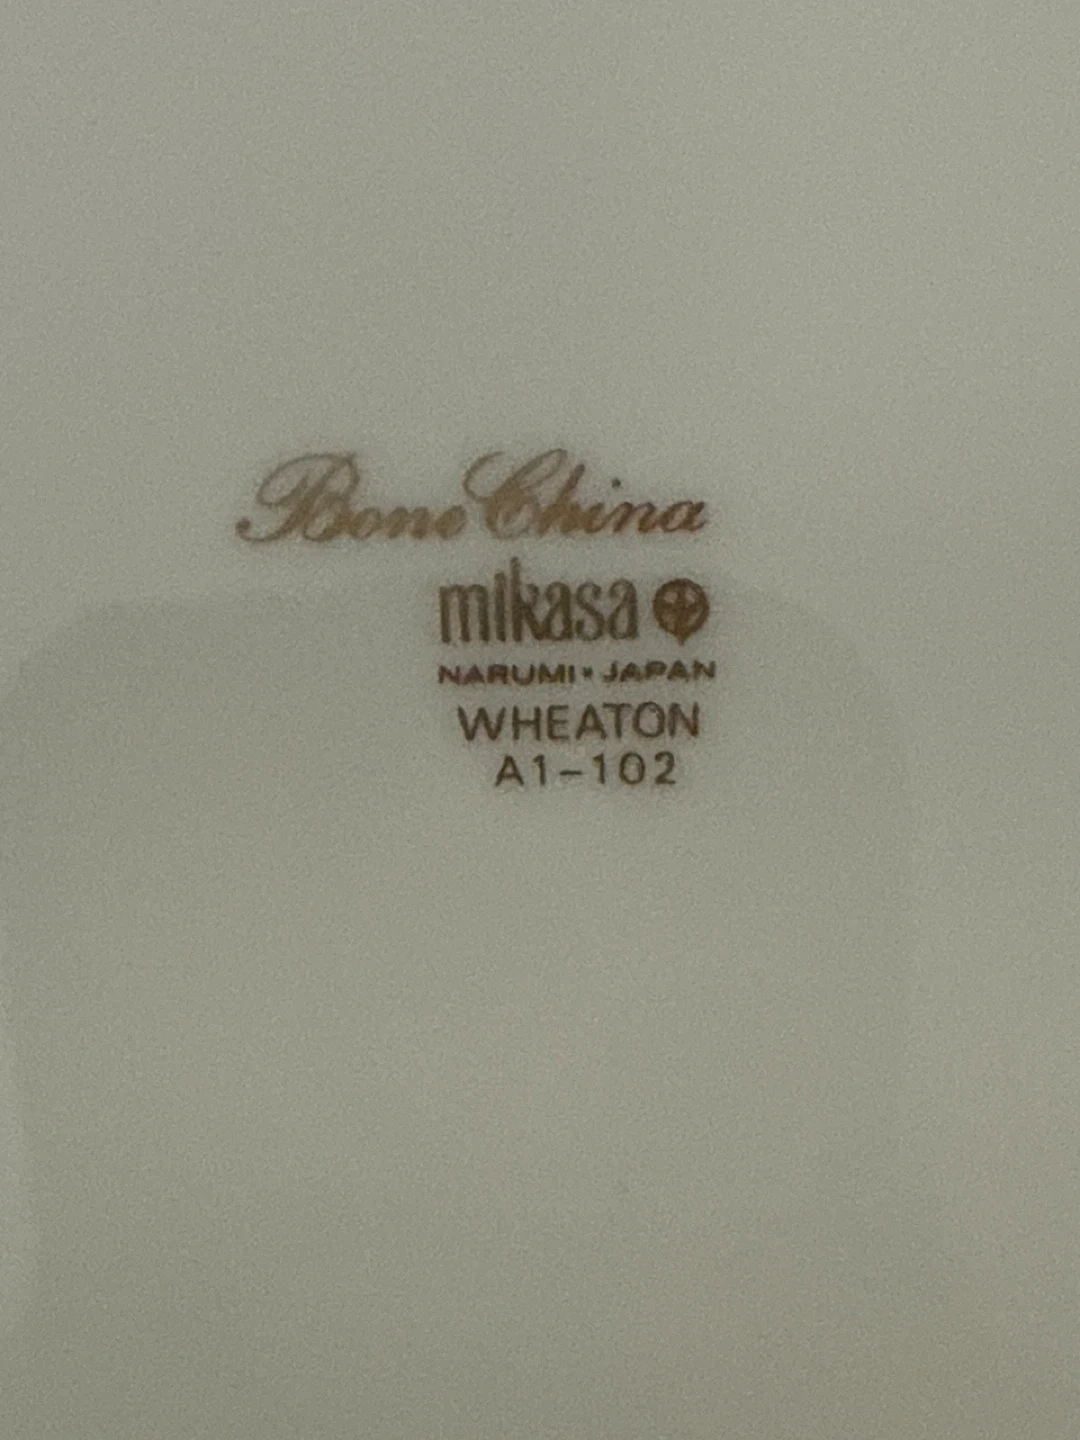 Bone China
mikasa
NARUMI • JAPAN
WHEATON
A1-102